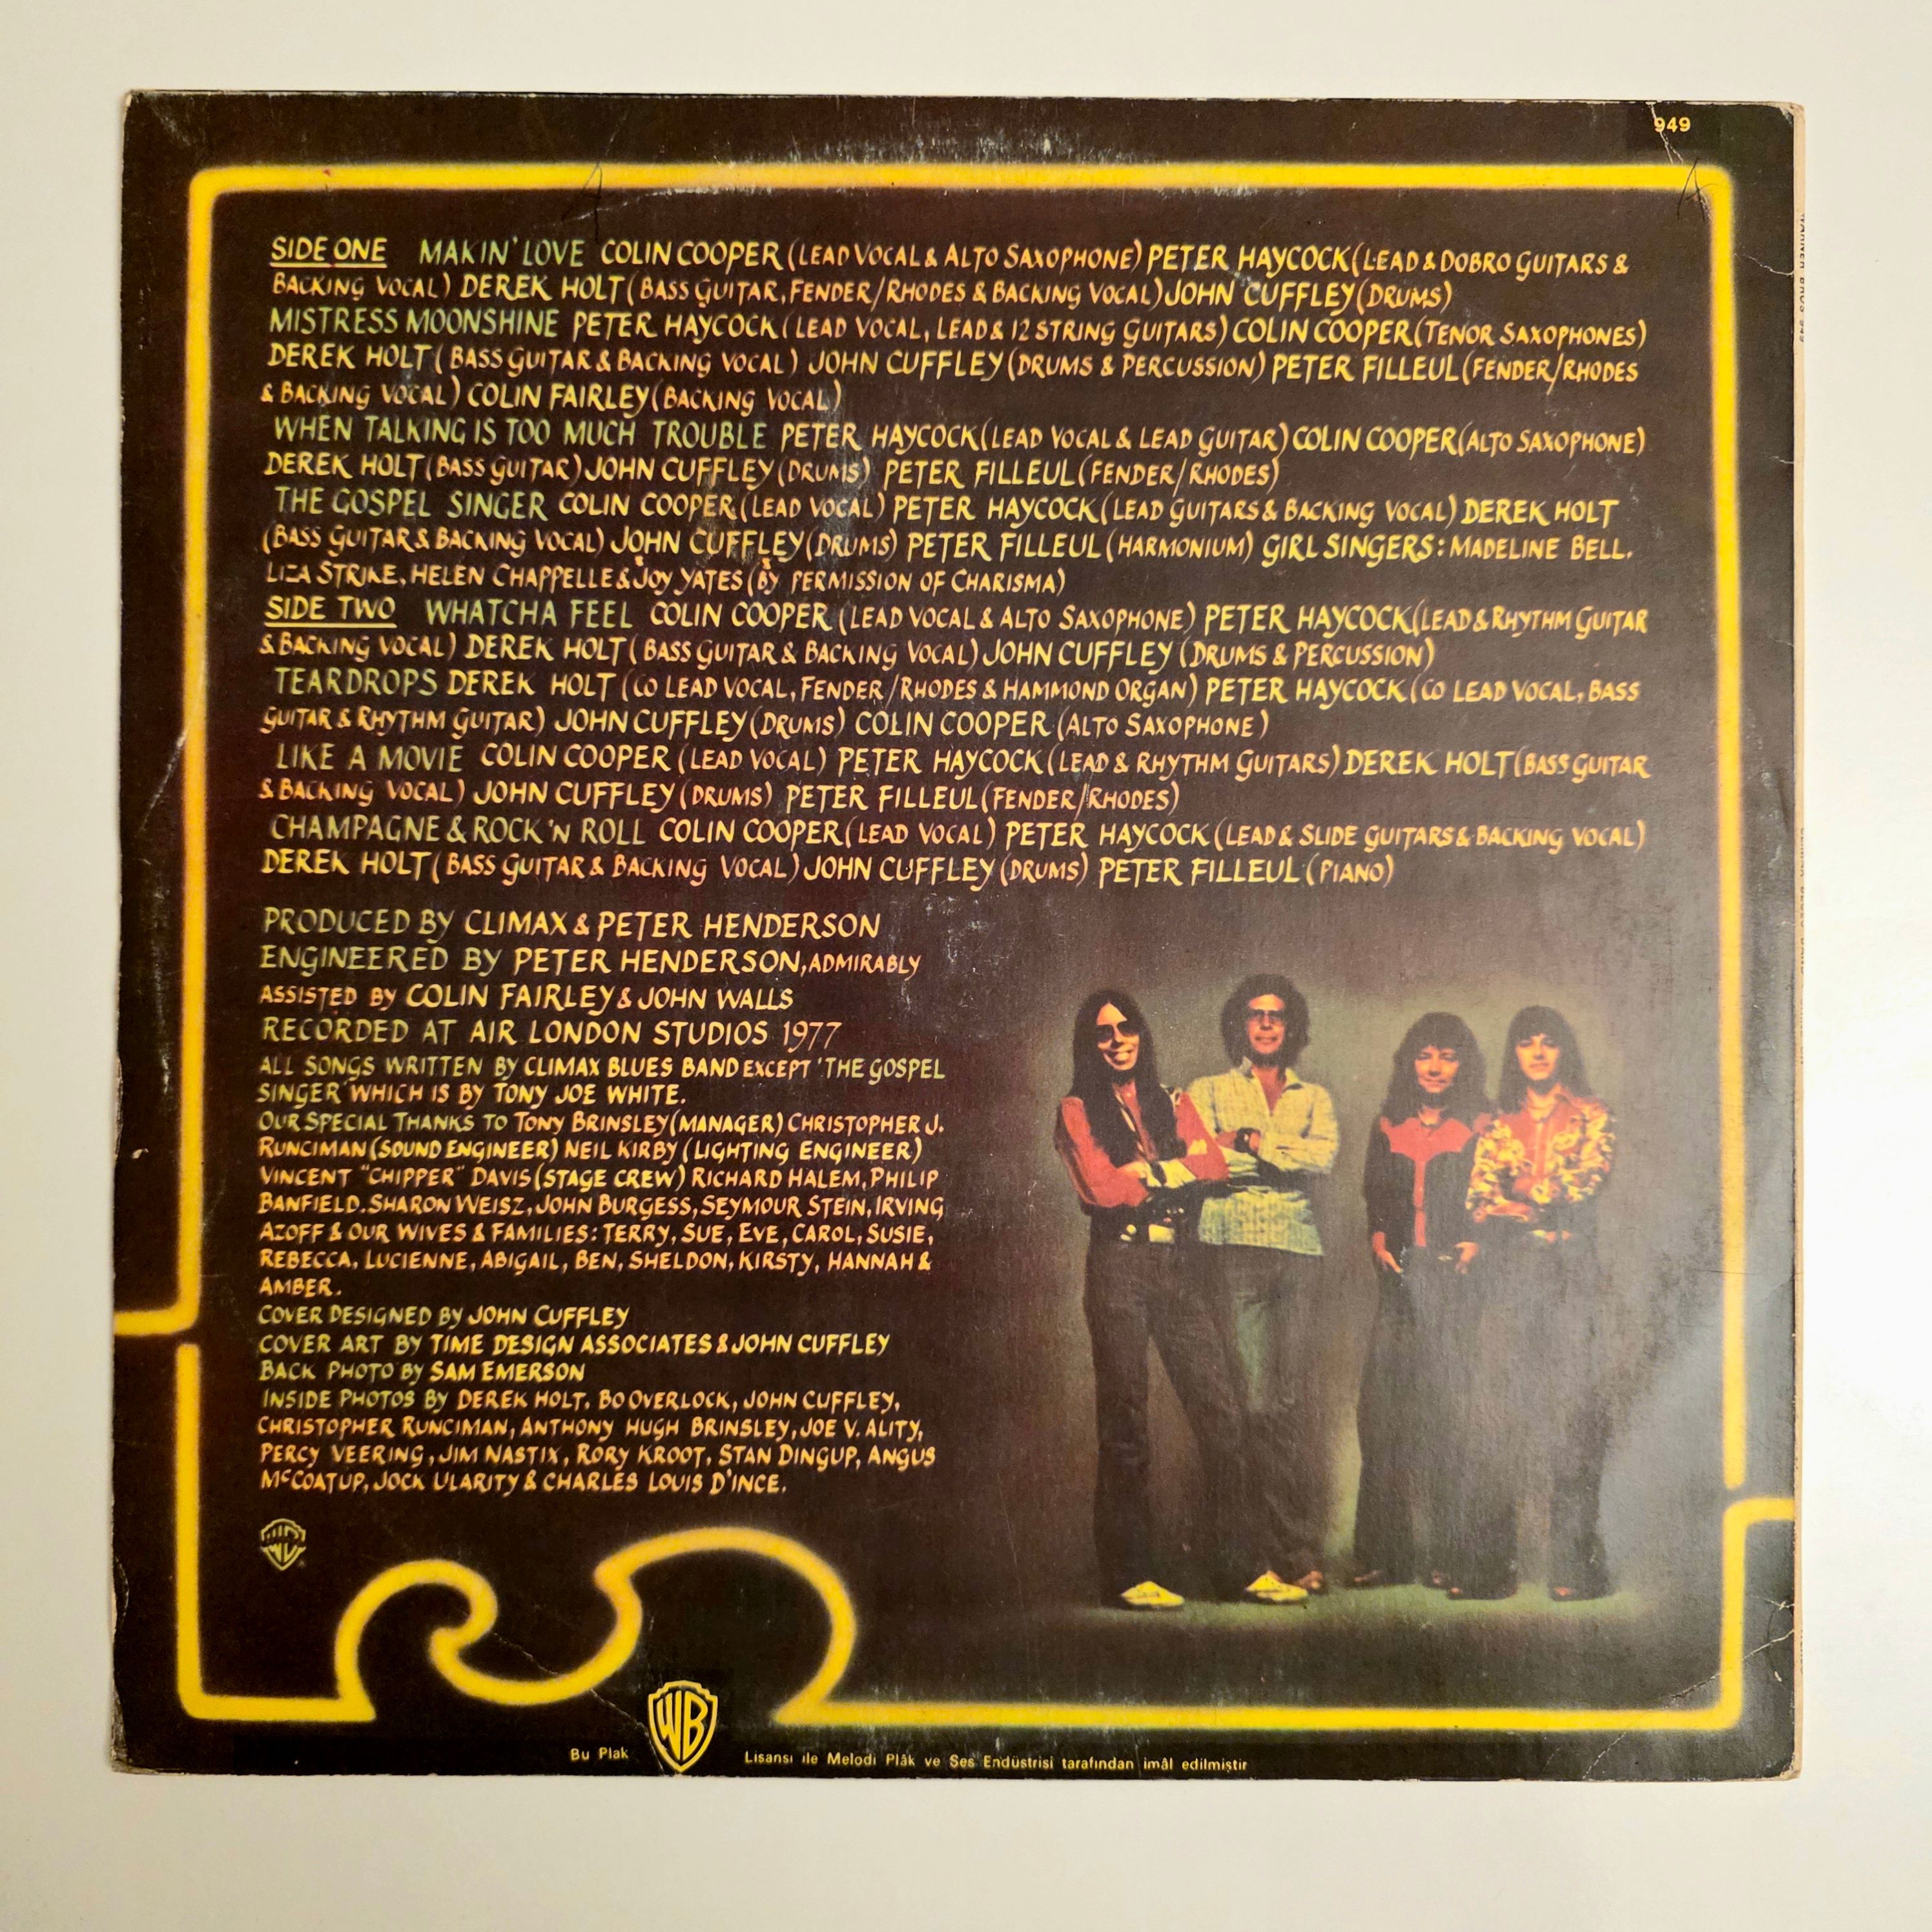 949
SIDE ONE MAKIN' LOVE COLIN COOPER (LEAD VOCAL & ALTO SAXOPHONE) PETER HAYCOCK (LEAD & DOBRO GUITARS &
BACKING VOCAL) DEREK HOLT (BASS GUITAR, FENDER/RHODES & BACKING VOCAL) JOHN CUFFLEY (DRUMS)
MISTRESS MOONSHINE PETER HAYCOCK (LEAD VOCAL, LEAD & 12 STRING GUITARS) COLIN COOPER (TENOR SAXOPHONES)
DEREK HOLT (BASS GUITAR & BACKING VOCAL) JOHN CUFFLEY (DRUMS & PERCUSSION) PETER FILLEUL (FENDER/RHODES
& BACKING VOCAL) COLIN FAIRLEY (BACKING VOCAL)
WHEN TALKING IS TOO MUCH TROUBLE PETER HAYCOCK (LEAD VOCAL & LEAD GUITAR) COLIN COOPER (ALTO SAXOPHONE)
DEREK HOLT (BASS GUITAR) JOHN CUFFLEY (DRUMS) PETER FILLEUL (FENDER/RHODES)
THE GOSPEL SINGER COLIN COOPER (LEAD VOCAL) PETER HAYCOCK (LEAD GUITARS & BACKING VOCAL) DEREK HOLT
(BASS GUITAR & BACKING VOCAL) JOHN CUFFLEY (DRUMS) PETER FILLEUL (HARMONIUM) GIRL SINGERS: MADELINE BELL.
LIZA STRIKE, HELEN CHAPPELLE & JOY YATES (BY PERMISSION OF CHARISMA)
SIDE TWO WHATCHA FEEL COLIN COOPER (LEAD VOCAL & ALTO SAXOPHONE) PETER HAYCOCK (LEAD & RHYTHM GUITAR
& BACKING VOCAL) DEREK HOLT (BASS GUITAR & BACKING VOCAL) JOHN CUFFLEY (DRUMS & PERCUSSION)
TEARDROPS DEREK HOLT (CO LEAD VOCAL, FENDER/RHODES & HAMMOND ORGAN) PETER HAYCOCK (CO LEAD VOCAL, BASS
GUITAR & RHYTHM GUITAR) JOHN CUFFLEY (DRUMS) COLIN COOPER (ALTO SAXOPHONE)
LIKE A MOVIE COLIN COOPER (LEAD VOCAL) PETER HAYCOCK (LEAD & RHYTHM GUITARS) DEREK HOLT (BASS GUITAR
& BACKING VOCAL) JOHN CUFFLEY (DRUMS) PETER FILLEUL (FENDER/RHODES)
CHAMPAGNE & ROCK 'N ROLL COLIN COOPER (LEAD VOCAL) PETER HAYCOCK (LEAD & SLIDE GUITARS & BACKING VOCAL)
DEREK HOLT (BASS GUITAR & BACKING VOCAL) JOHN CUFFLEY (DRUMS) PETER FILLEUL (PIANO)
PRODUCED BY CLIMAX & PETER HENDERSON
ENGINEERED BY PETER HENDERSON, ADMIRABLY
ASSISTED BY COLIN FAIRLEY & JOHN WALLS
RECORDED AT AIR LONDON STUDIOS 1977
ALL SONGS WRITTEN BY CLIMAX BLUES BAND EXCEPT 'THE GOSPEL
SINGER' WHICH IS BY TONY JOE WHITE.
OUR SPECIAL THANKS TO TONY BRINSLEY (MANAGER) CHRISTOPHER J.
RUNCIMAN (SOUND ENGINEER) NEIL KIRBY (LIGHTING ENGINEER)
VINCENT "CHIPPER" DAVIS (STAGE CREW) RICHARD HALEM, PHILIP
BANFIELD. SHARON WEISZ, JOHN BURGESS, SEYMOUR STEIN, IRVING
AZOFF & OUR WIVES & FAMILIES: TERRY, SUE, EVE, CAROL, SUSIE,
REBECCA, LUCIENNE, ABIGAIL, BEN, SHELDON, KIRSTY, HANNAH &
AMBER.
COVER DESIGNED BY JOHN CUFFLEY
COVER ART BY TIME DESIGN ASSOCIATES & JOHN CUFFLEY
BACK PHOTO BY SAM EMERSON
INSIDE PHOTOS BY DEREK HOLT, BO OVERLOCK, JOHN CUFFLEY,
CHRISTOPHER RUNCIMAN, ANTHONY HUGH BRINSLEY, JOE V. ALITY,
PERCY VEERING, JIM NASTIX, RORY KROOT, STAN DINGUP, ANGUS
McCOATUP, JOCK ULARITY & CHARLES LOUIS D'INCE.
WB
Bu Plak WB Lisansı ile Melodi Plâk ve Ses Endüstrisi tarafından imâl edilmiştir